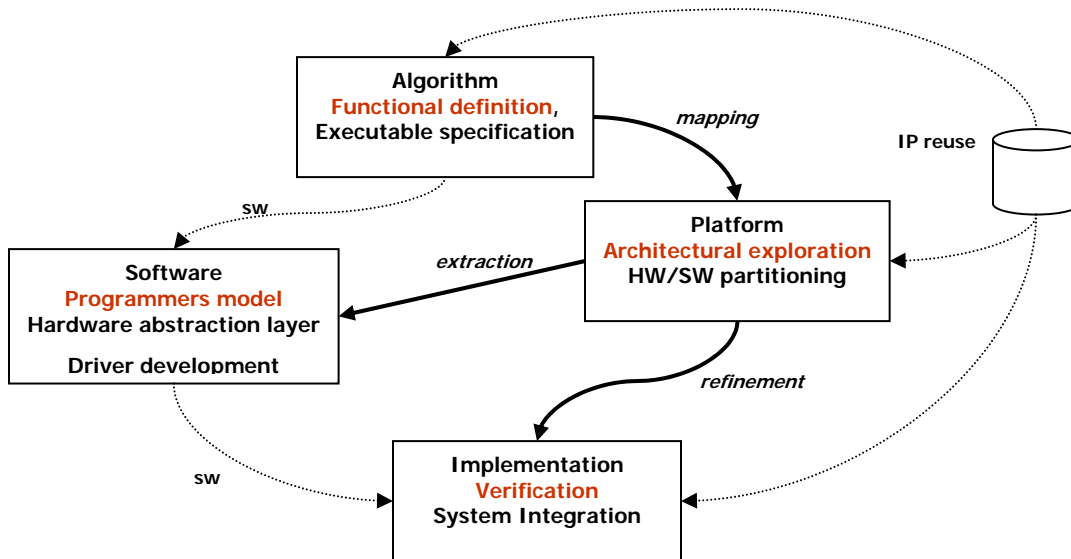 Algorithm
Functional definition,
Executable specification
mapping
IP reuse
sw
Platform
Architectural exploration
HW/SW partitioning
extraction
Software
Programmers model
Hardware abstraction layer
Driver development
refinement
sw
Implementation
Verification
System Integration